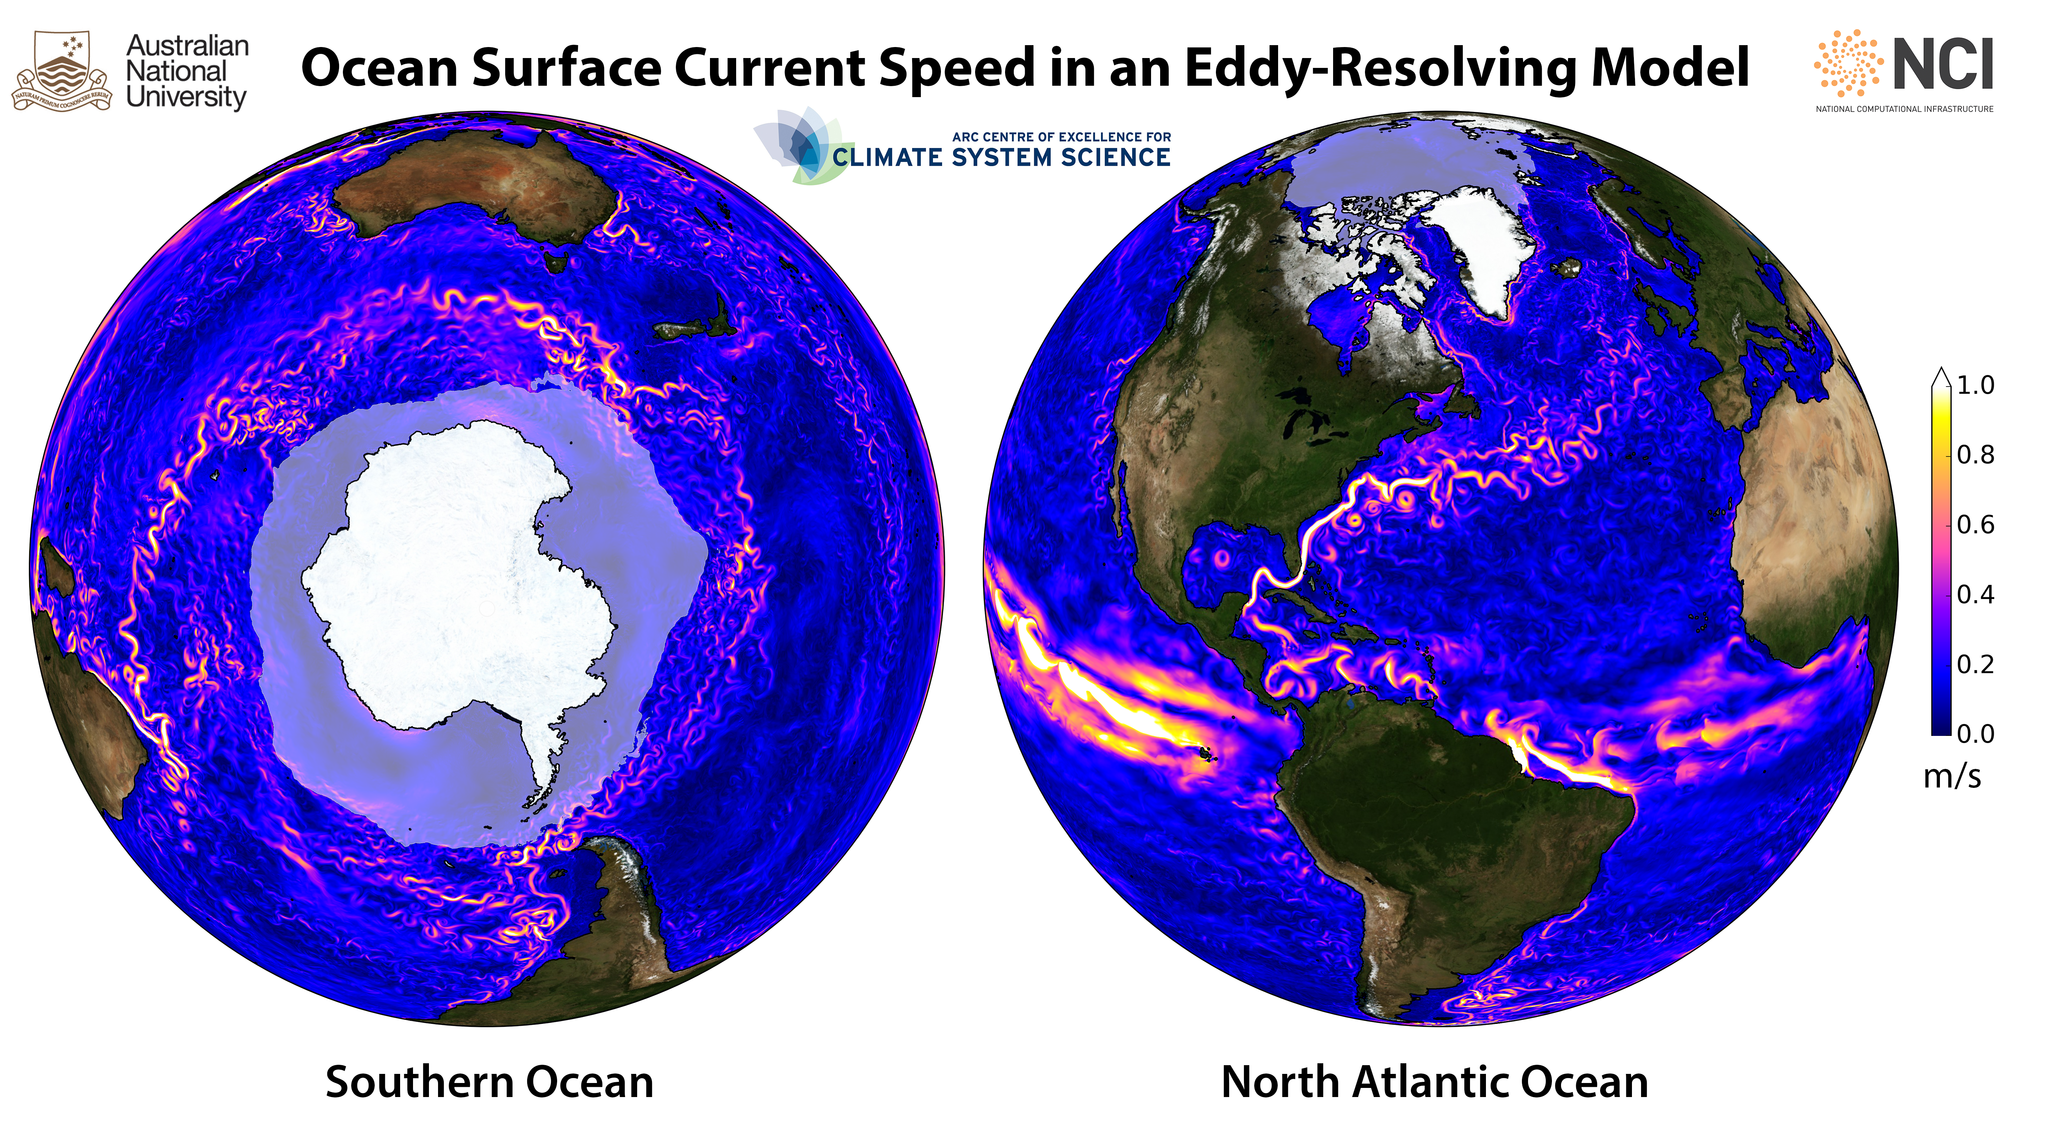 Australian
National
University
NATURAM PRIMUM COGNOSCERE RERUM
Ocean Surface Current Speed in an Eddy-Resolving Model
NCI
NATIONAL COMPUTATIONAL INFRASTRUCTURE
ARC CENTRE OF EXCELLENCE FOR
CLIMATE SYSTEM SCIENCE
1.0
0.8
0.6
0.4
0.2
0.0
m/s
Southern Ocean
North Atlantic Ocean